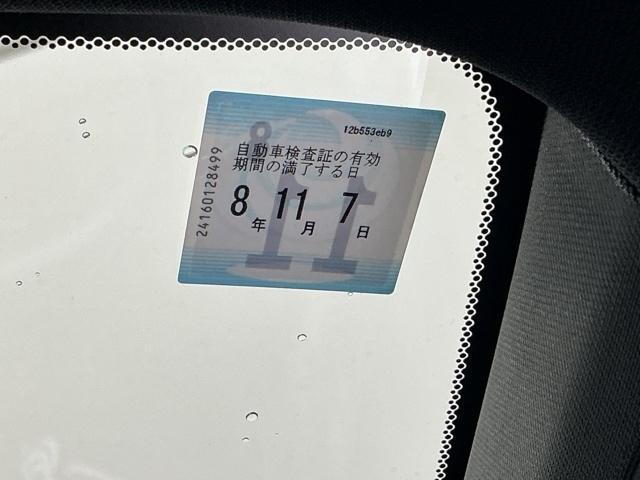 12b553eb9
自動車検査証の有効
期間の満了する日
8年11月7日
24160128499